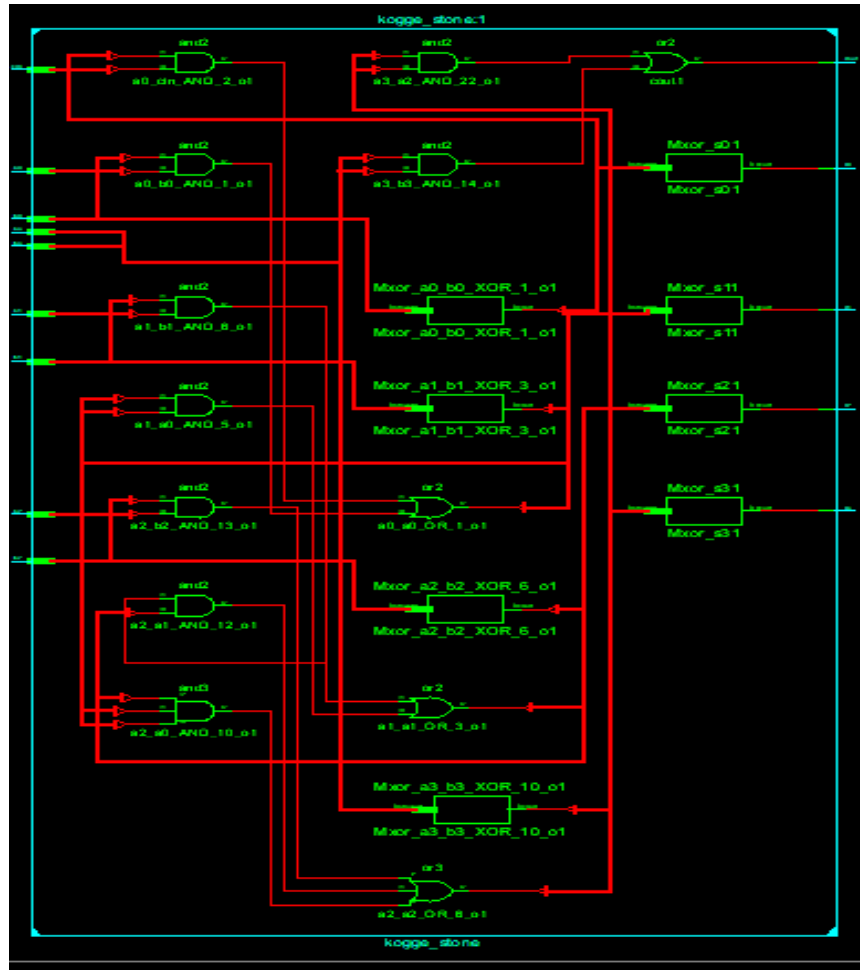 kogge_stone:1
and2
a0_cin_AND_2_o1
and2
a3_a2_AND_22_o1
or2
cout1
and2
a0_b0_AND_1_o1
and2
a3_b3_AND_14_o1
Mxor_s01
Mxor_s01
and2
a1_b1_AND_6_o1
Mxor_a0_b0_XOR_1_o1
Mxor_a0_b0_XOR_1_o1
Mxor_s11
Mxor_s11
and2
a1_a0_AND_5_o1
Mxor_a1_b1_XOR_3_o1
Mxor_a1_b1_XOR_3_o1
Mxor_s21
Mxor_s21
and2
a2_b2_AND_13_o1
or2
a0_a0_OR_1_o1
Mxor_s31
Mxor_s31
and2
a2_a1_AND_12_o1
Mxor_a2_b2_XOR_6_o1
Mxor_a2_b2_XOR_6_o1
and3
a2_a0_AND_10_o1
or2
a1_a1_OR_3_o1
Mxor_a3_b3_XOR_10_o1
Mxor_a3_b3_XOR_10_o1
or3
a2_a2_OR_8_o1
kogge_stone